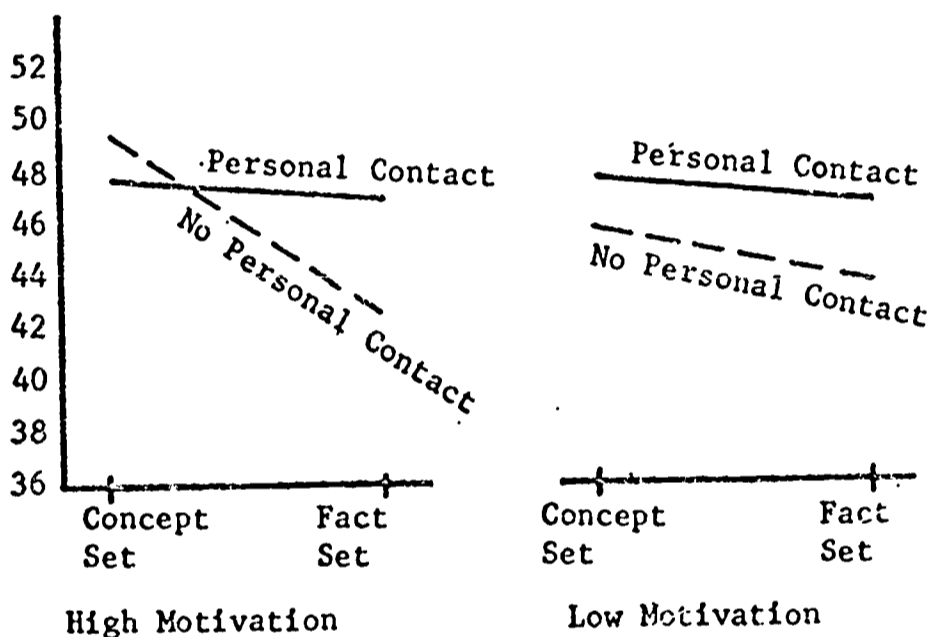 52
50
48
46
44
42
40
38
36
Personal Contact
No Personal Contact
Concept Set
Fact Set
High Motivation
Personal Contact
No Personal Contact
Concept Set
Fact Set
Low Motivation